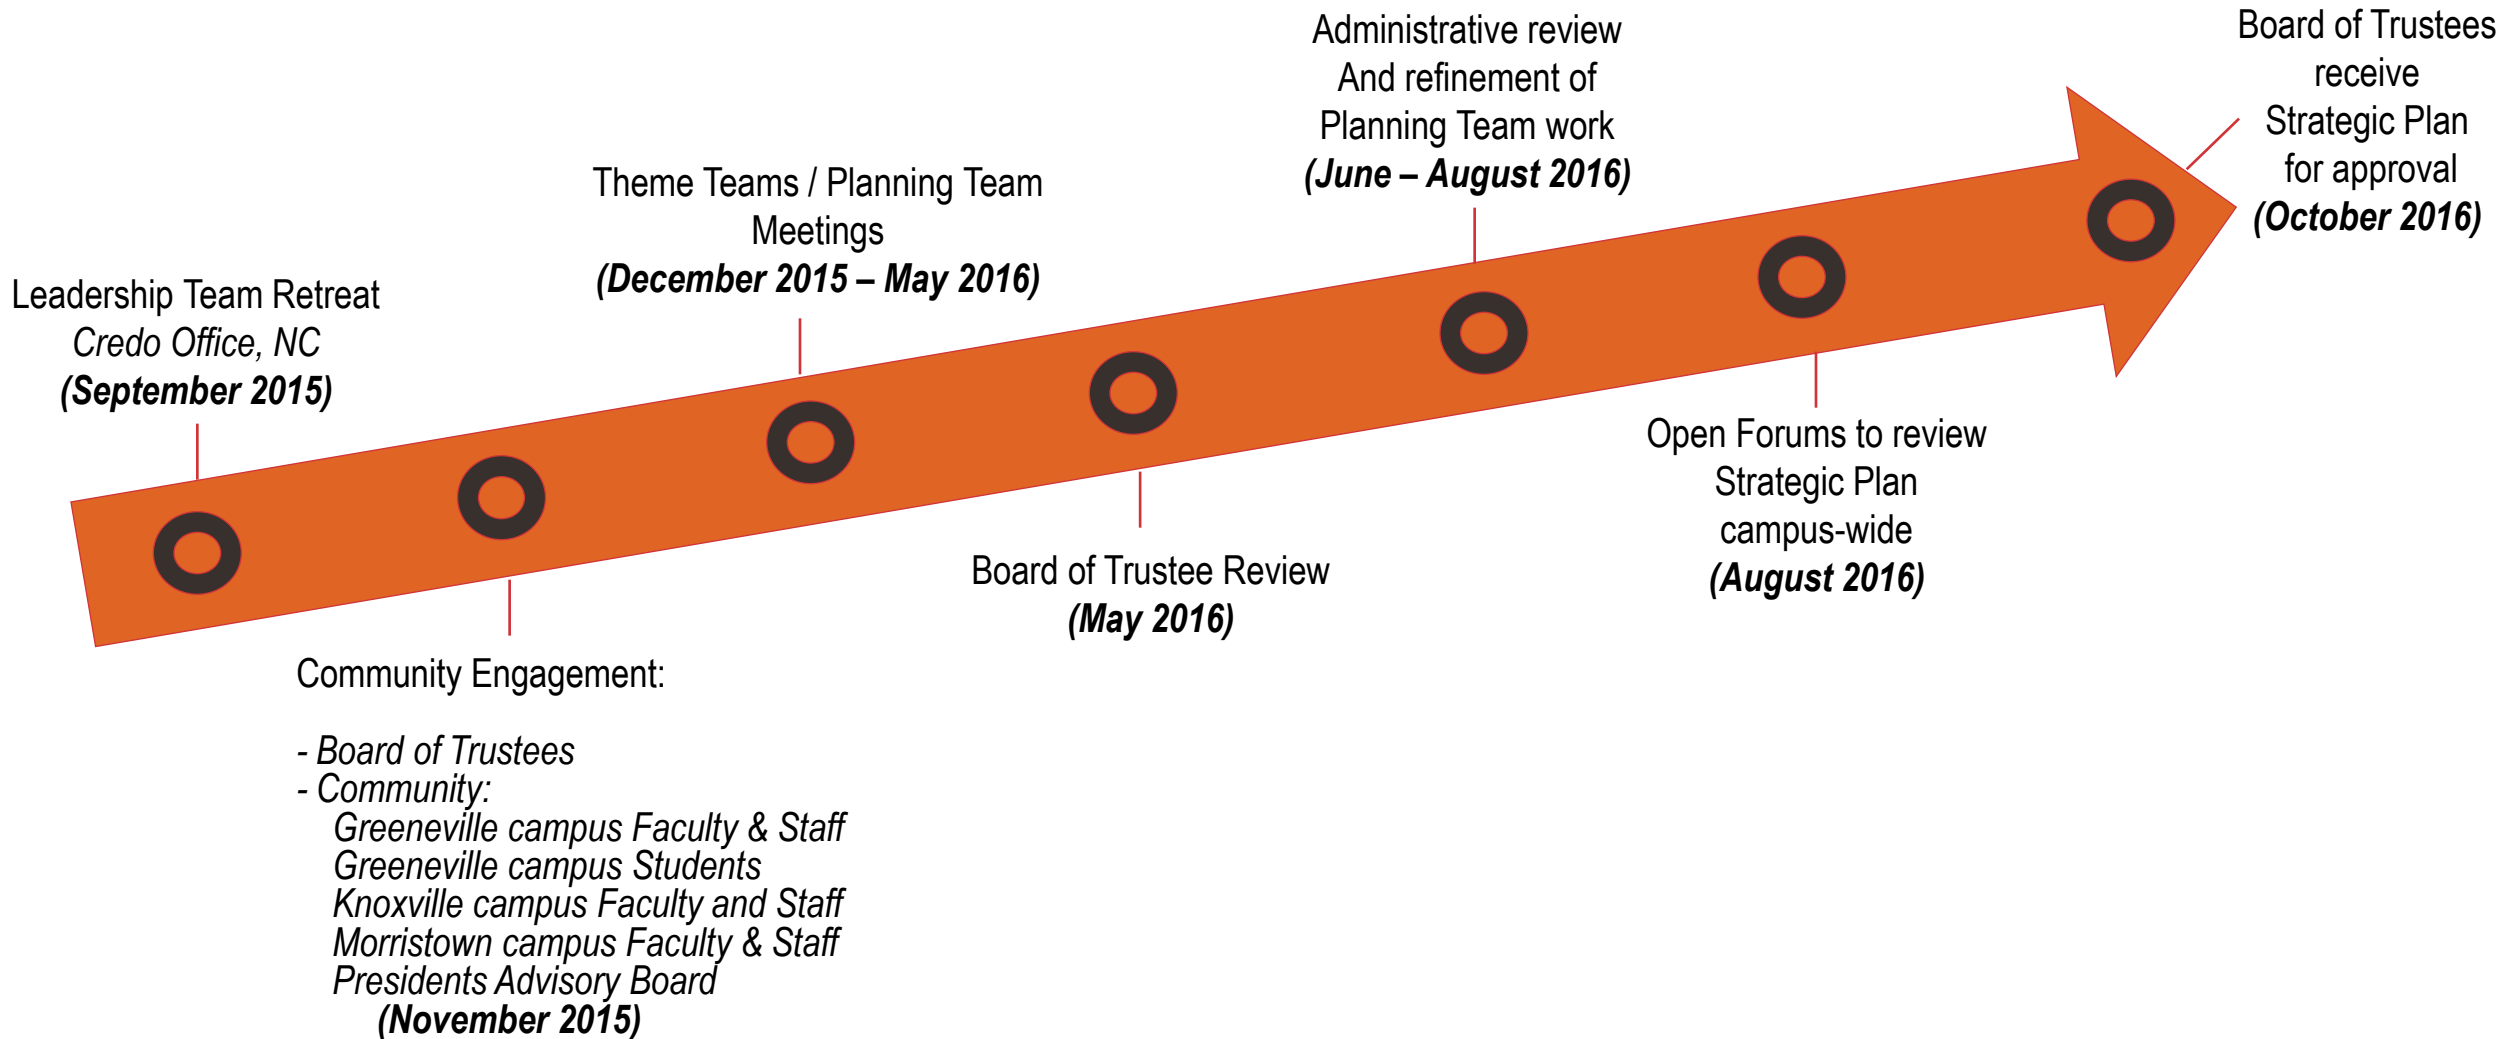 Leadership Team Retreat
Credo Office, NC
(September 2015)
Community Engagement:
- Board of Trustees
- Community:
Greeneville campus Faculty & Staff
Greeneville campus Students
Knoxville campus Faculty and Staff
Morristown campus Faculty & Staff
Presidents Advisory Board
(November 2015)
Theme Teams / Planning Team
Meetings
(December 2015 – May 2016)
Board of Trustee Review
(May 2016)
Administrative review
And refinement of
Planning Team work
(June – August 2016)
Open Forums to review
Strategic Plan
campus-wide
(August 2016)
Board of Trustees
receive
Strategic Plan
for approval
(October 2016)